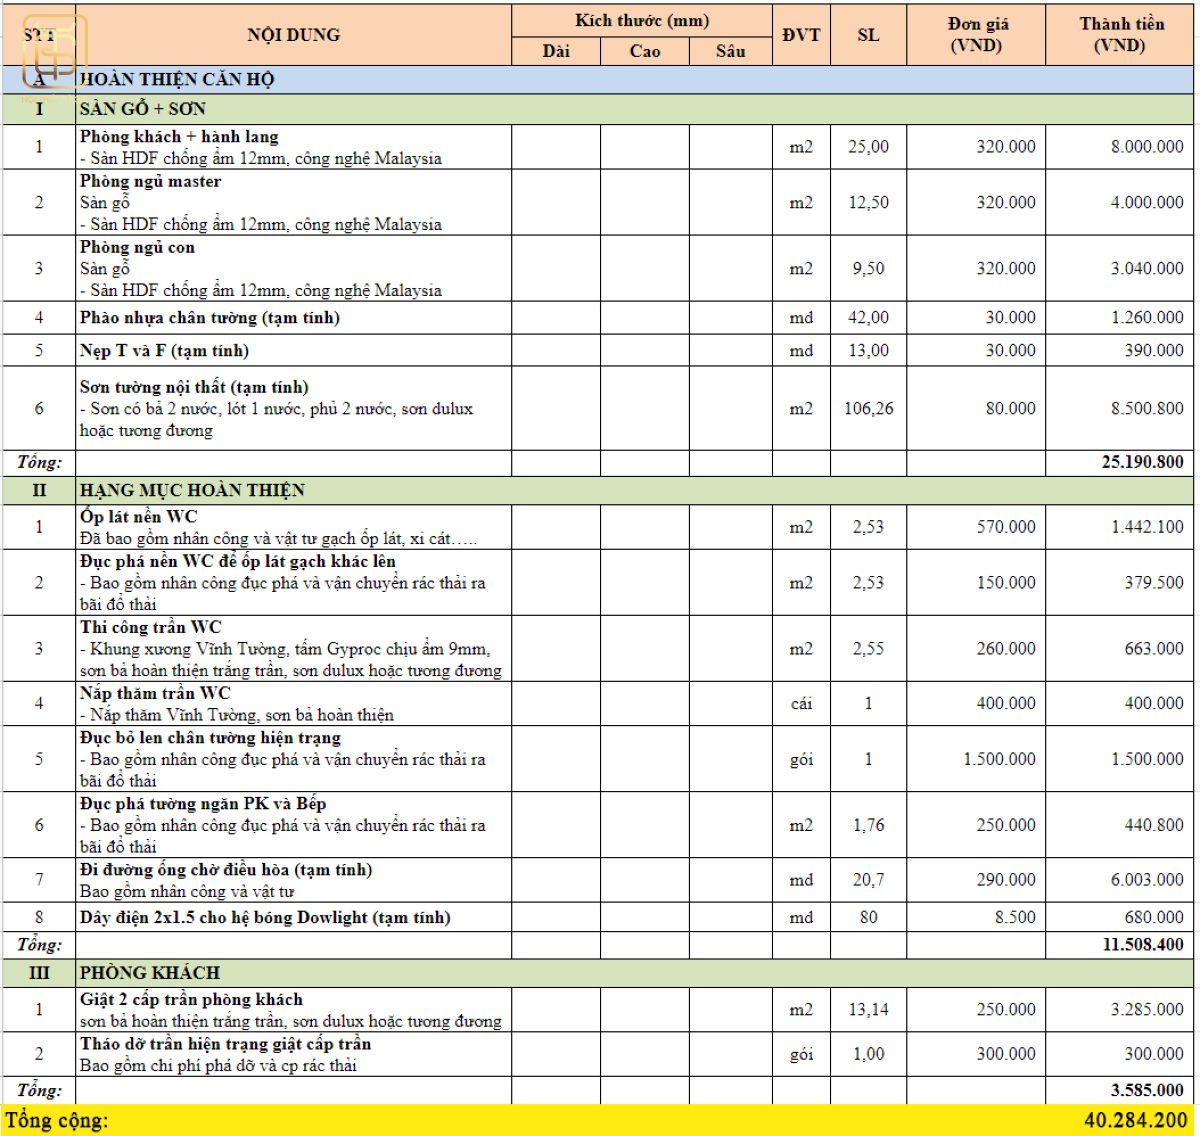 STT NỘI DUNG Kích thước (mm) ĐVT SL Đơn giá (VND) Thành tiền (VND)
Dài Cao Sâu
A HOÀN THIỆN CĂN HỘ
I SÀN GỖ + SƠN
1 Phòng khách + hành lang
- Sàn HDF chống ẩm 12mm, công nghệ Malaysia
m2 25,00 320.000 8.000.000
2 Phòng ngủ master
Sàn gỗ
- Sàn HDF chống ẩm 12mm, công nghệ Malaysia
m2 12,50 320.000 4.000.000
3 Phòng ngủ con
Sàn gỗ
- Sàn HDF chống ẩm 12mm, công nghệ Malaysia
m2 9,50 320.000 3.040.000
4 Phào nhựa chân tường (tạm tính) md 42,00 30.000 1.260.000
5 Nẹp T và F (tạm tính) md 13,00 30.000 390.000
6 Sơn tường nội thất (tạm tính)
- Sơn có bả 2 nước, lót 1 nước, phủ 2 nước, sơn dulux
hoặc tương đương
m2 106,26 80.000 8.500.800
Tổng: 25.190.800
II HẠNG MỤC HOÀN THIỆN
1 Ốp lát nền WC
Đã bao gồm nhân công và vật tư gạch ốp lát, xi cát…..
m2 2,53 570.000 1.442.100
2 Đục phá nền WC để ốp lát gạch khác lên
- Bao gồm nhân công đục phá và vận chuyển rác thải ra
bãi đổ thải
m2 2,53 150.000 379.500
3 Thi công trần WC
- Khung xương Vĩnh Tường, tấm Gyproc chịu ẩm 9mm,
sơn bả hoàn thiện trắng trần, sơn dulux hoặc tương đương
m2 2,55 260.000 663.000
4 Nắp thăm trần WC
- Nắp thăm Vĩnh Tường, sơn bả hoàn thiện
cái 1 400.000 400.000
5 Đục bỏ len chân tường hiện trạng
- Bao gồm nhân công đục phá và vận chuyển rác thải ra
bãi đổ thải
gói 1 1.500.000 1.500.000
6 Đục phá tường ngăn PK và Bếp
- Bao gồm nhân công đục phá và vận chuyển rác thải ra
bãi đổ thải
m2 1,76 250.000 440.800
7 Đi đường ống chờ điều hòa (tạm tính)
Bao gồm nhân công và vật tư
md 20,7 290.000 6.003.000
8 Dây điện 2x1.5 cho hệ bóng Dowlight (tạm tính) md 80 8.500 680.000
Tổng: 11.508.400
III PHÒNG KHÁCH
1 Giật 2 cấp trần phòng khách
sơn bả hoàn thiện trắng trần, sơn dulux hoặc tương đương
m2 13,14 250.000 3.285.000
2 Tháo dỡ trần hiện trạng giật cấp trần
Bao gồm chi phí phá dỡ và cp rác thải
gói 1,00 300.000 300.000
Tổng: 3.585.000
Tổng cộng: 40.284.200